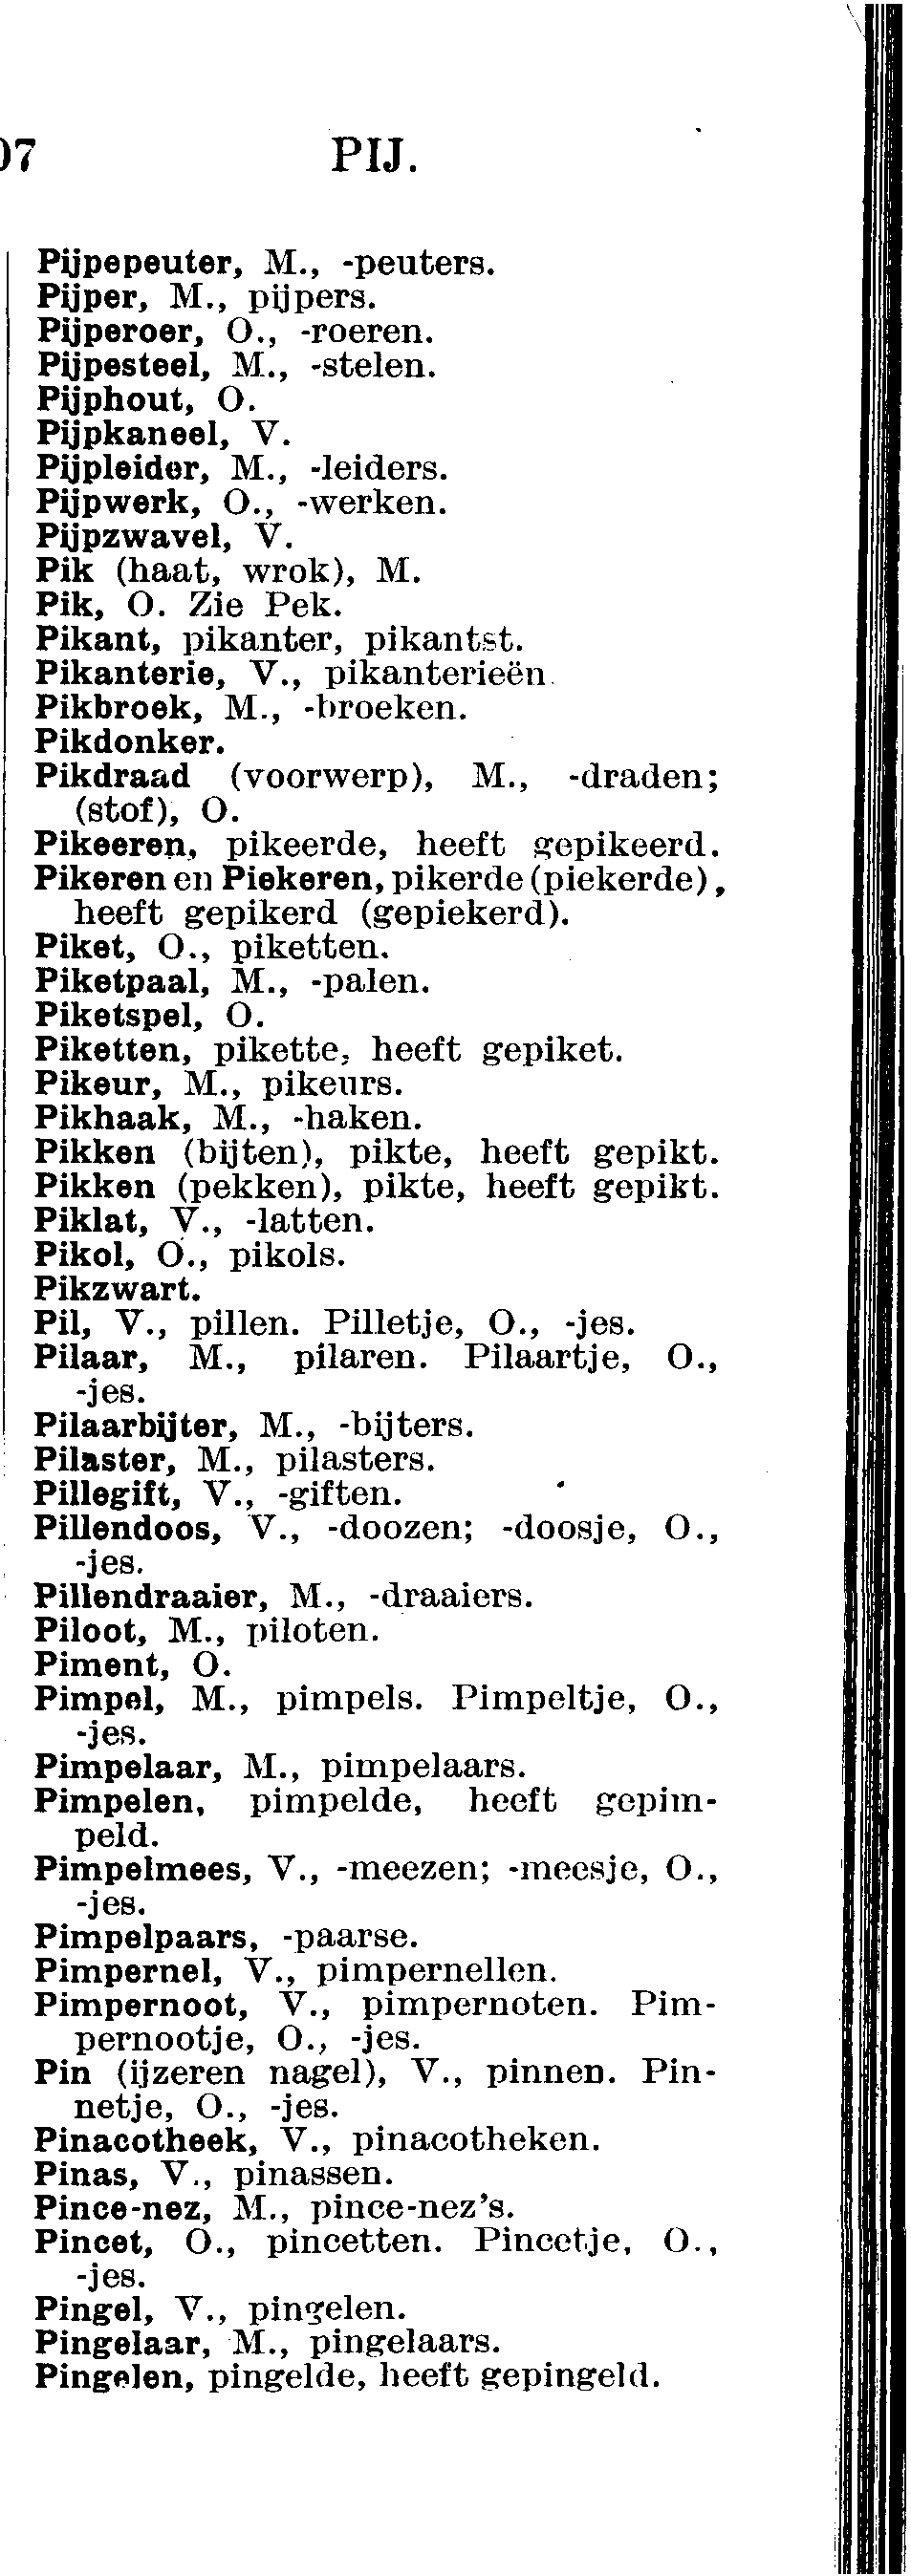 07 PIJ.
Pijpepeuter, M., -peuters.
Pijper, M., pijpers.
Pijperoer, O., -roeren.
Pijpesteel, M., -stelen.
Pijphout, O.
Pijpkaneel, V.
Pijpleider, M., -leiders.
Pijpwerk, O., -werken.
Pijpzwavel, V.
Pik (haat, wrok), M.
Pik, O. Zie Pek.
Pikant, pikanter, pikantst.
Pikanterie, V., pikanterieën.
Pikbroek, M., -broeken.
Pikdonker.
Pikdraad (voorwerp), M., -draden;
(stof), O.
Pikeeren, pikeerde, heeft gepikeerd.
Pikeren en Piekeren, pikerde (piekerde),
heeft gepikerd (gepiekerd).
Piket, O., piketten.
Piketpaal, M., -palen.
Piketspel, O.
Piketten, pikette, heeft gepiket.
Pikeur, M., pikeurs.
Pikhaak, M., -haken.
Pikken (bijten), pikte, heeft gepikt.
Pikken (pekken), pikte, heeft gepikt.
Piklat, V., -latten.
Pikol, O., pikols.
Pikzwart.
Pil, V., pillen. Pilletje, O., -jes.
Pilaar, M., pilaren. Pilaartje, O.,
-jes.
Pilaarbijter, M., -bijters.
Pilaster, M., pilasters.
Pillegift, V., -giften.
Pillendoos, V., -doozen; -doosje, O.,
-jes.
Pillendraaier, M., -draaiers.
Piloot, M., piloten.
Piment, O.
Pimpel, M., pimpels. Pimpeltje, O.,
-jes.
Pimpelaar, M., pimpelaars.
Pimpelen, pimpelde, heeft gepim-
peld.
Pimpelmees, V., -meezen; -meesje, O.,
-jes.
Pimpelpaars, -paarse.
Pimpernel, V., pimpernellen.
Pimpernoot, V., pimpernoten. Pim-
pernootje, O., -jes.
Pin (ijzeren nagel), V., pinnen. Pin-
netje, O., -jes.
Pinacotheek, V., pinacotheken.
Pinas, V., pinassen.
Pince-nez, M., pince-nez's.
Pincet, O., pincetten. Pincetje, O.,
-jes.
Pingel, V., pingelen.
Pingelaar, M., pingelaars.
Pingelen, pingelde, heeft gepingeld.